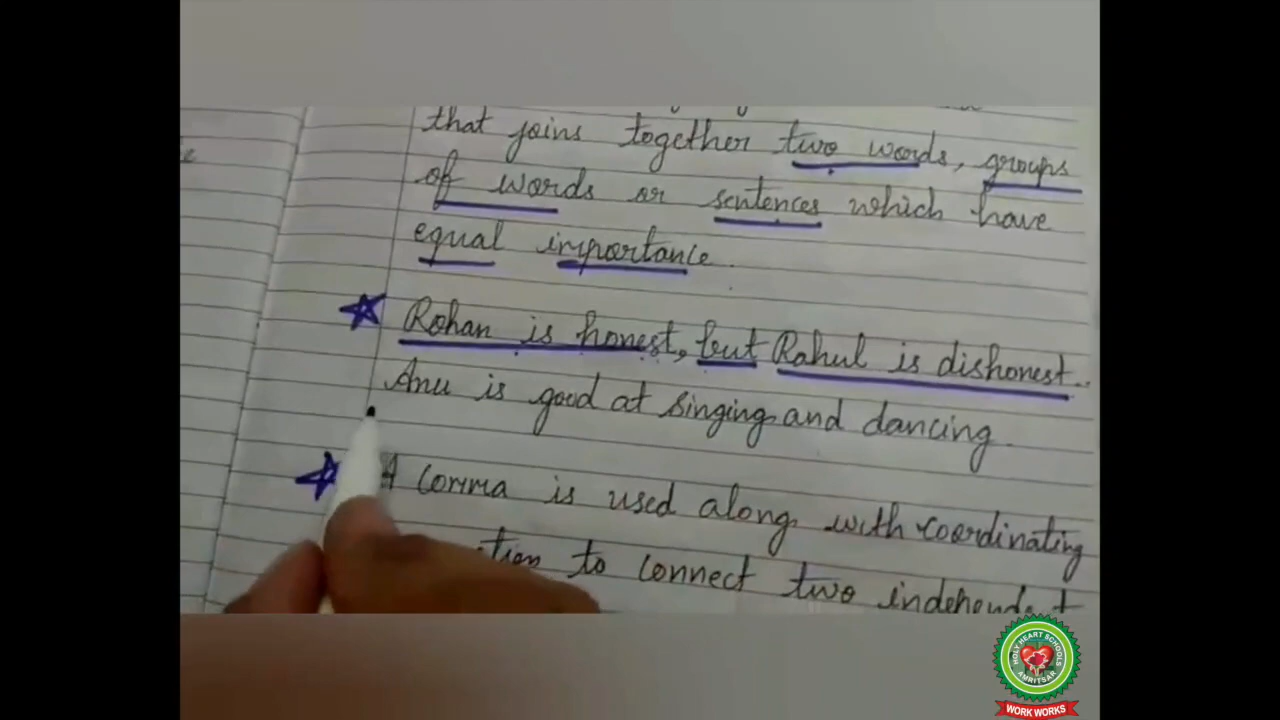 that joins together two words, groups
of words or sentences which have
equal importance.
Rohan is honest, but Rahul is dishonest.
Anu is good at singing and dancing.
A comma is used along with coordinating
to connect two
HOLY HEART SCHOOLS
AMRITSAR
WORK WORKS